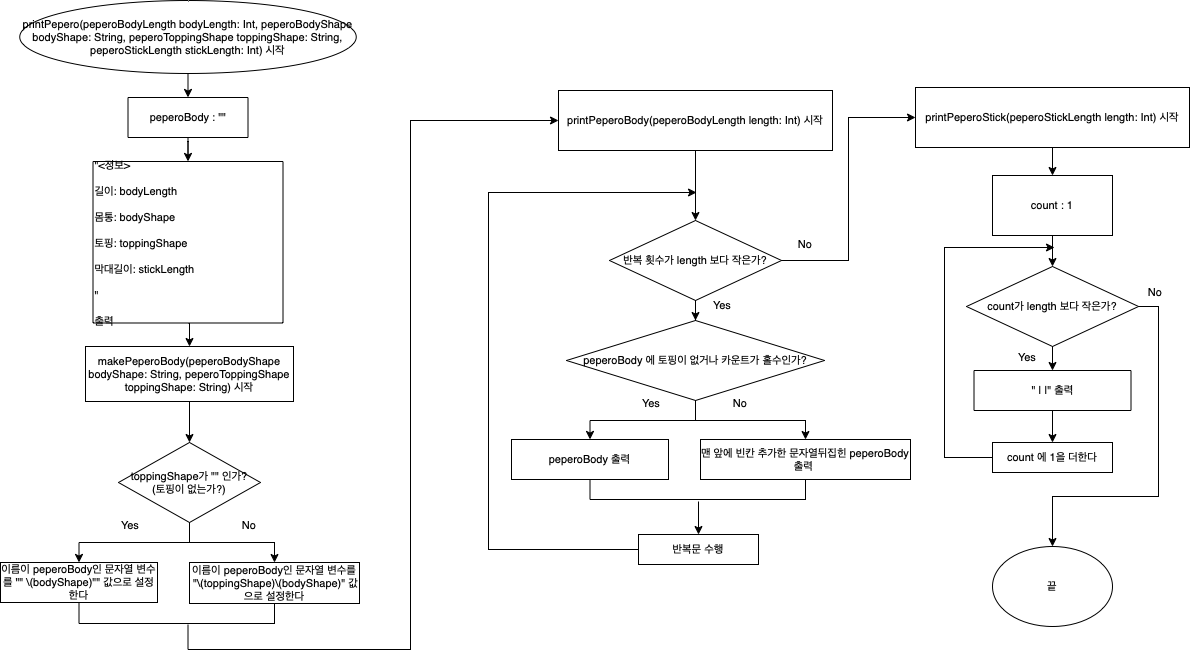 printPepero(peperoBodyLength bodyLength: Int, peperoBodyShape
bodyShape: String, peperoToppingShape toppingShape: String,
peperoStickLength stickLength: Int) 시작
peperoBody : ""
"<정보>
길이: bodyLength
몸통: bodyShape
토핑: toppingShape
막대길이: stickLength
"
출력
makePeperoBody(peperoBodyShape
bodyShape: String, peperoToppingShape
toppingShape: String) 시작
toppingShape가 "" 인가?
(토핑이 없는가?)
Yes
No
이름이 peperoBody인 문자열 변수
를 "" \(bodyShape)"" 값으로 설정
한다
이름이 peperoBody인 문자열 변수를
"\(toppingShape)\(bodyShape)" 값
으로 설정한다
printPeperoBody(peperoBodyLength length: Int) 시작
반복 횟수가 length 보다 작은가?
No
Yes
peperoBody 에 토핑이 없거나 카운트가 홀수인가?
Yes
No
peperoBody 출력
맨 앞에 빈칸 추가한 문자열뒤집힌 peperoBody
출력
반복문 수행
printPeperoStick(peperoStickLength length: Int) 시작
count : 1
count가 length 보다 작은가?
No
Yes
" | |" 출력
count 에 1을 더한다
끝